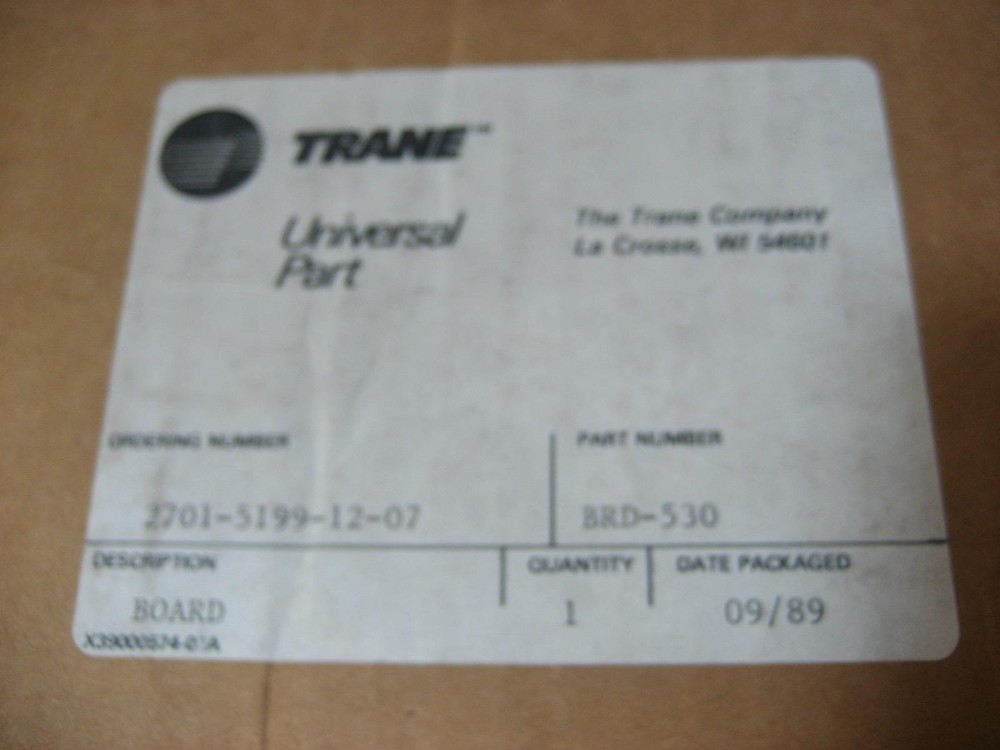 TRANE™
Universal
Part
The Trane Company
La Crosse, WI 54601
ORDERING NUMBER
2701-5199-12-07
PART NUMBER
BRD-530
DESCRIPTION
BOARD
QUANTITY
1
DATE PACKAGED
09/89
X39000574-01A